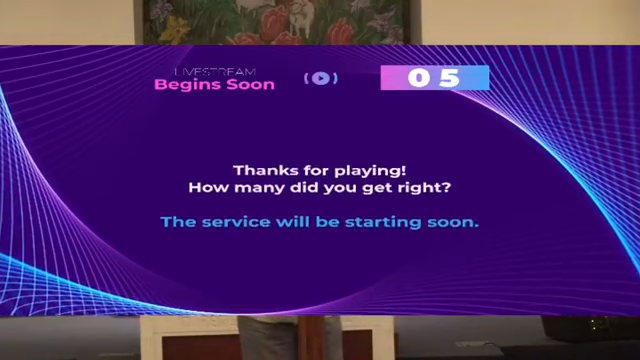 LIVESTREAM
Begins Soon
05
Thanks for playing!
How many did you get right?
The service will be starting soon.